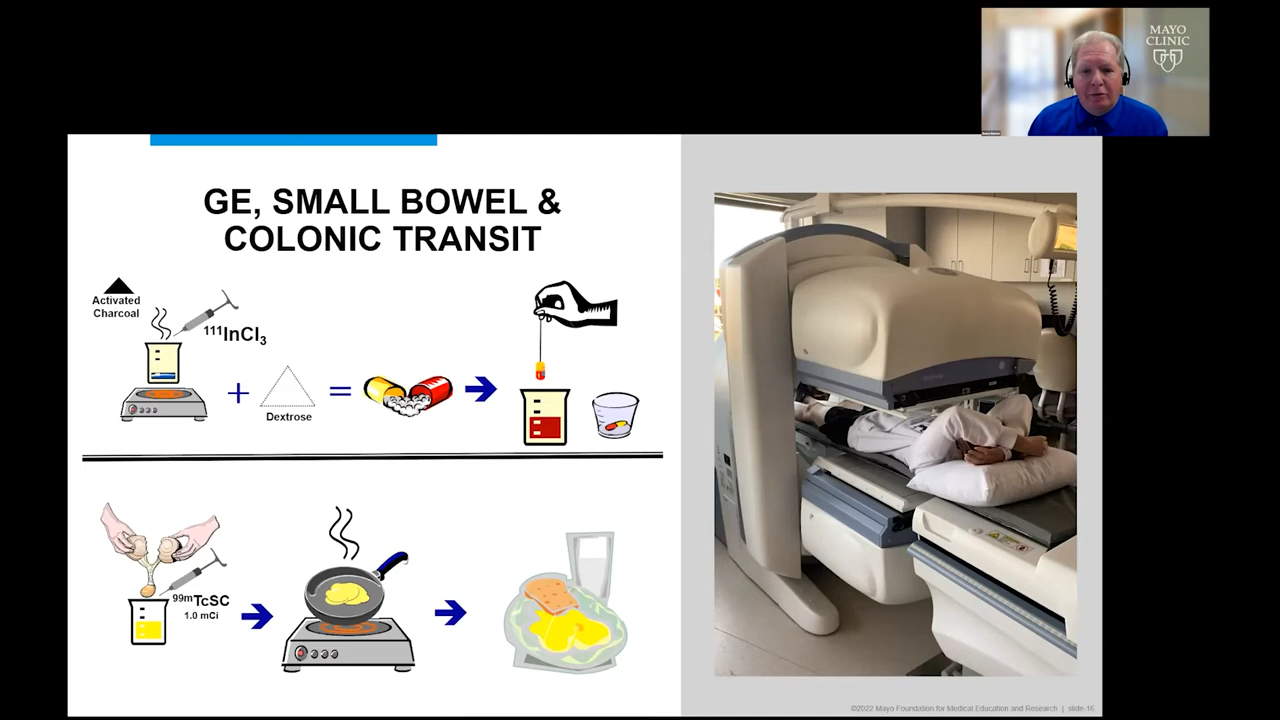 MAYO
CLINIC
GE, SMALL BOWEL &
COLONIC TRANSIT
Activated
Charcoal
111InCl3
+
Dextrose
=
99mTcSC
1.0 mCi
©2022 Mayo Foundation for Medical Education and Research | slide-16